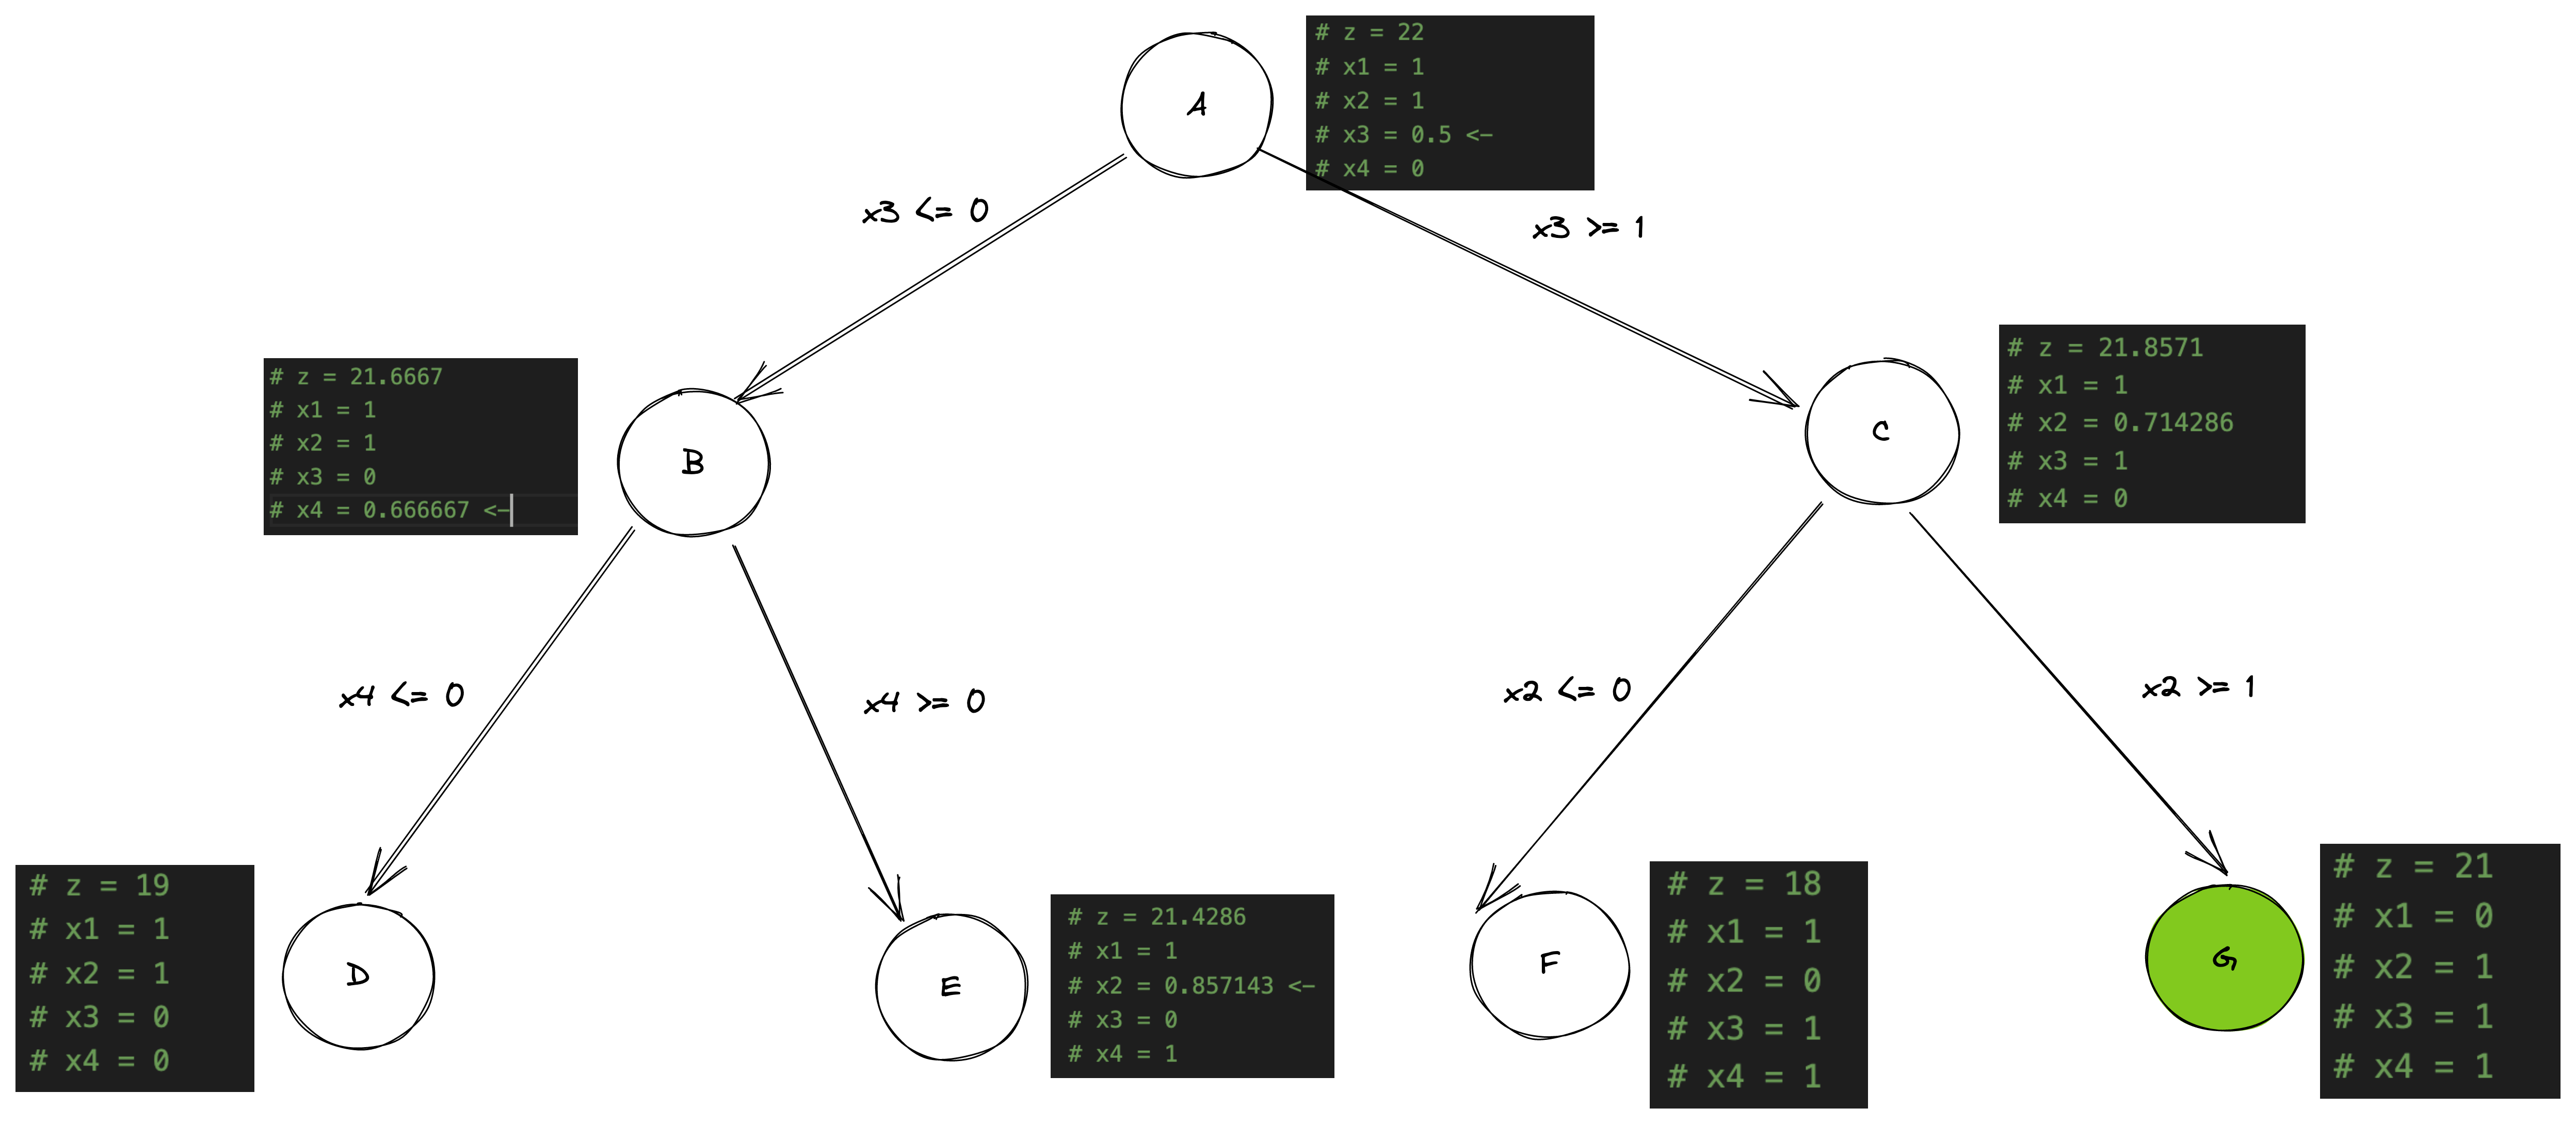 A
# z = 22
# x1 = 1
# x2 = 1
# x3 = 0.5 <-
# x4 = 0
x3 <= 0
x3 >= 1
# z = 21.6667
# x1 = 1
# x2 = 1
# x3 = 0
# x4 = 0.666667 <-
B
C
# z = 21.8571
# x1 = 1
# x2 = 0.714286
# x3 = 1
# x4 = 0
x4 <= 0
x4 >= 0
x2 <= 0
x2 >= 1
# z = 19
# x1 = 1
# x2 = 1
# x3 = 0
# x4 = 0
D
E
# z = 21.4286
# x1 = 1
# x2 = 0.857143 <-
# x3 = 0
# x4 = 1
F
# z = 18
# x1 = 1
# x2 = 0
# x3 = 1
# x4 = 1
G
# z = 21
# x1 = 0
# x2 = 1
# x3 = 1
# x4 = 1